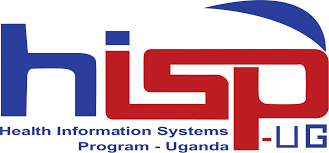 hisp
-UG
Health Information Systems
Program - Uganda